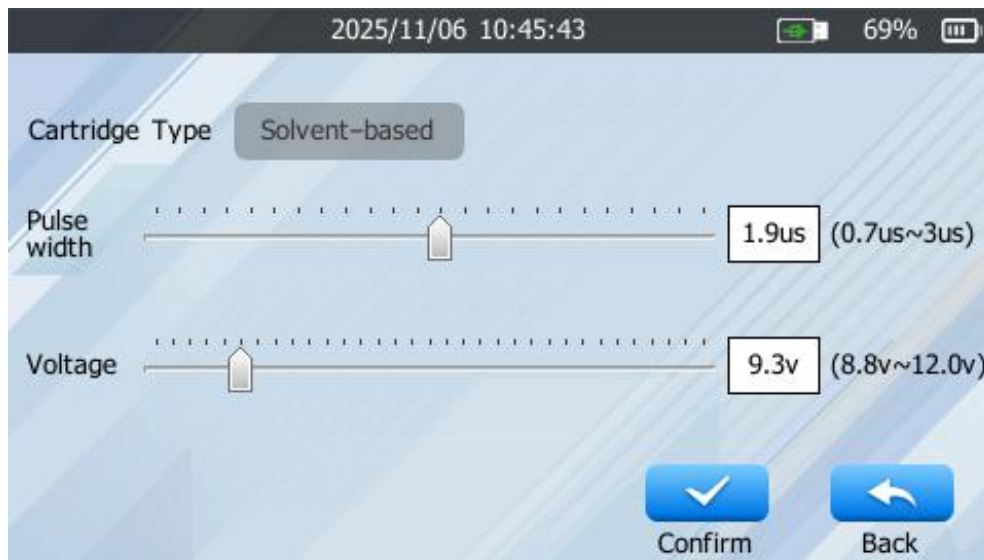 2025/11/06 10:45:43 69%
Cartridge Type Solvent-based
Pulse
width
1.9us (0.7us~3us)
Voltage 9.3v (8.8v~12.0v)
Confirm Back